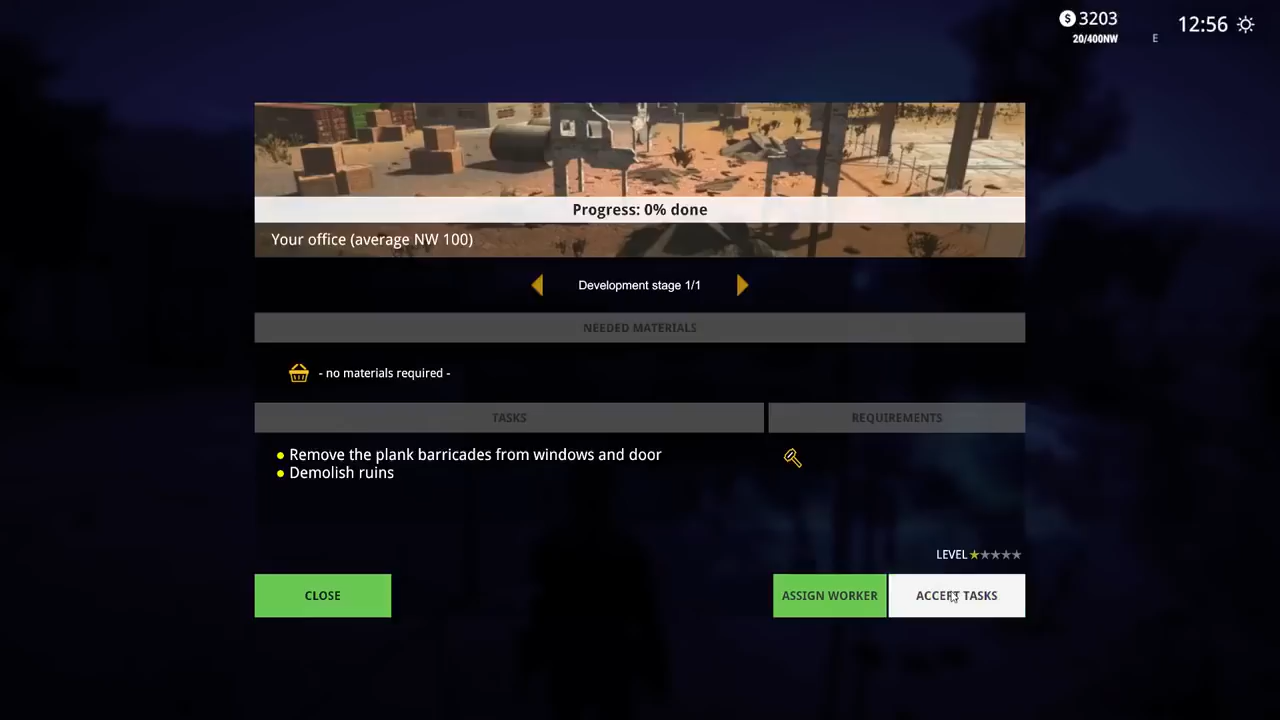 $ 3203
20/400NW
E
12:56
Progress: 0% done
Your office (average NW 100)
Development stage 1/1
NEEDED MATERIALS
- no materials required -
TASKS
REQUIREMENTS
Remove the plank barricades from windows and door
Demolish ruins
LEVEL
CLOSE
ASSIGN WORKER
ACCEPT TASKS